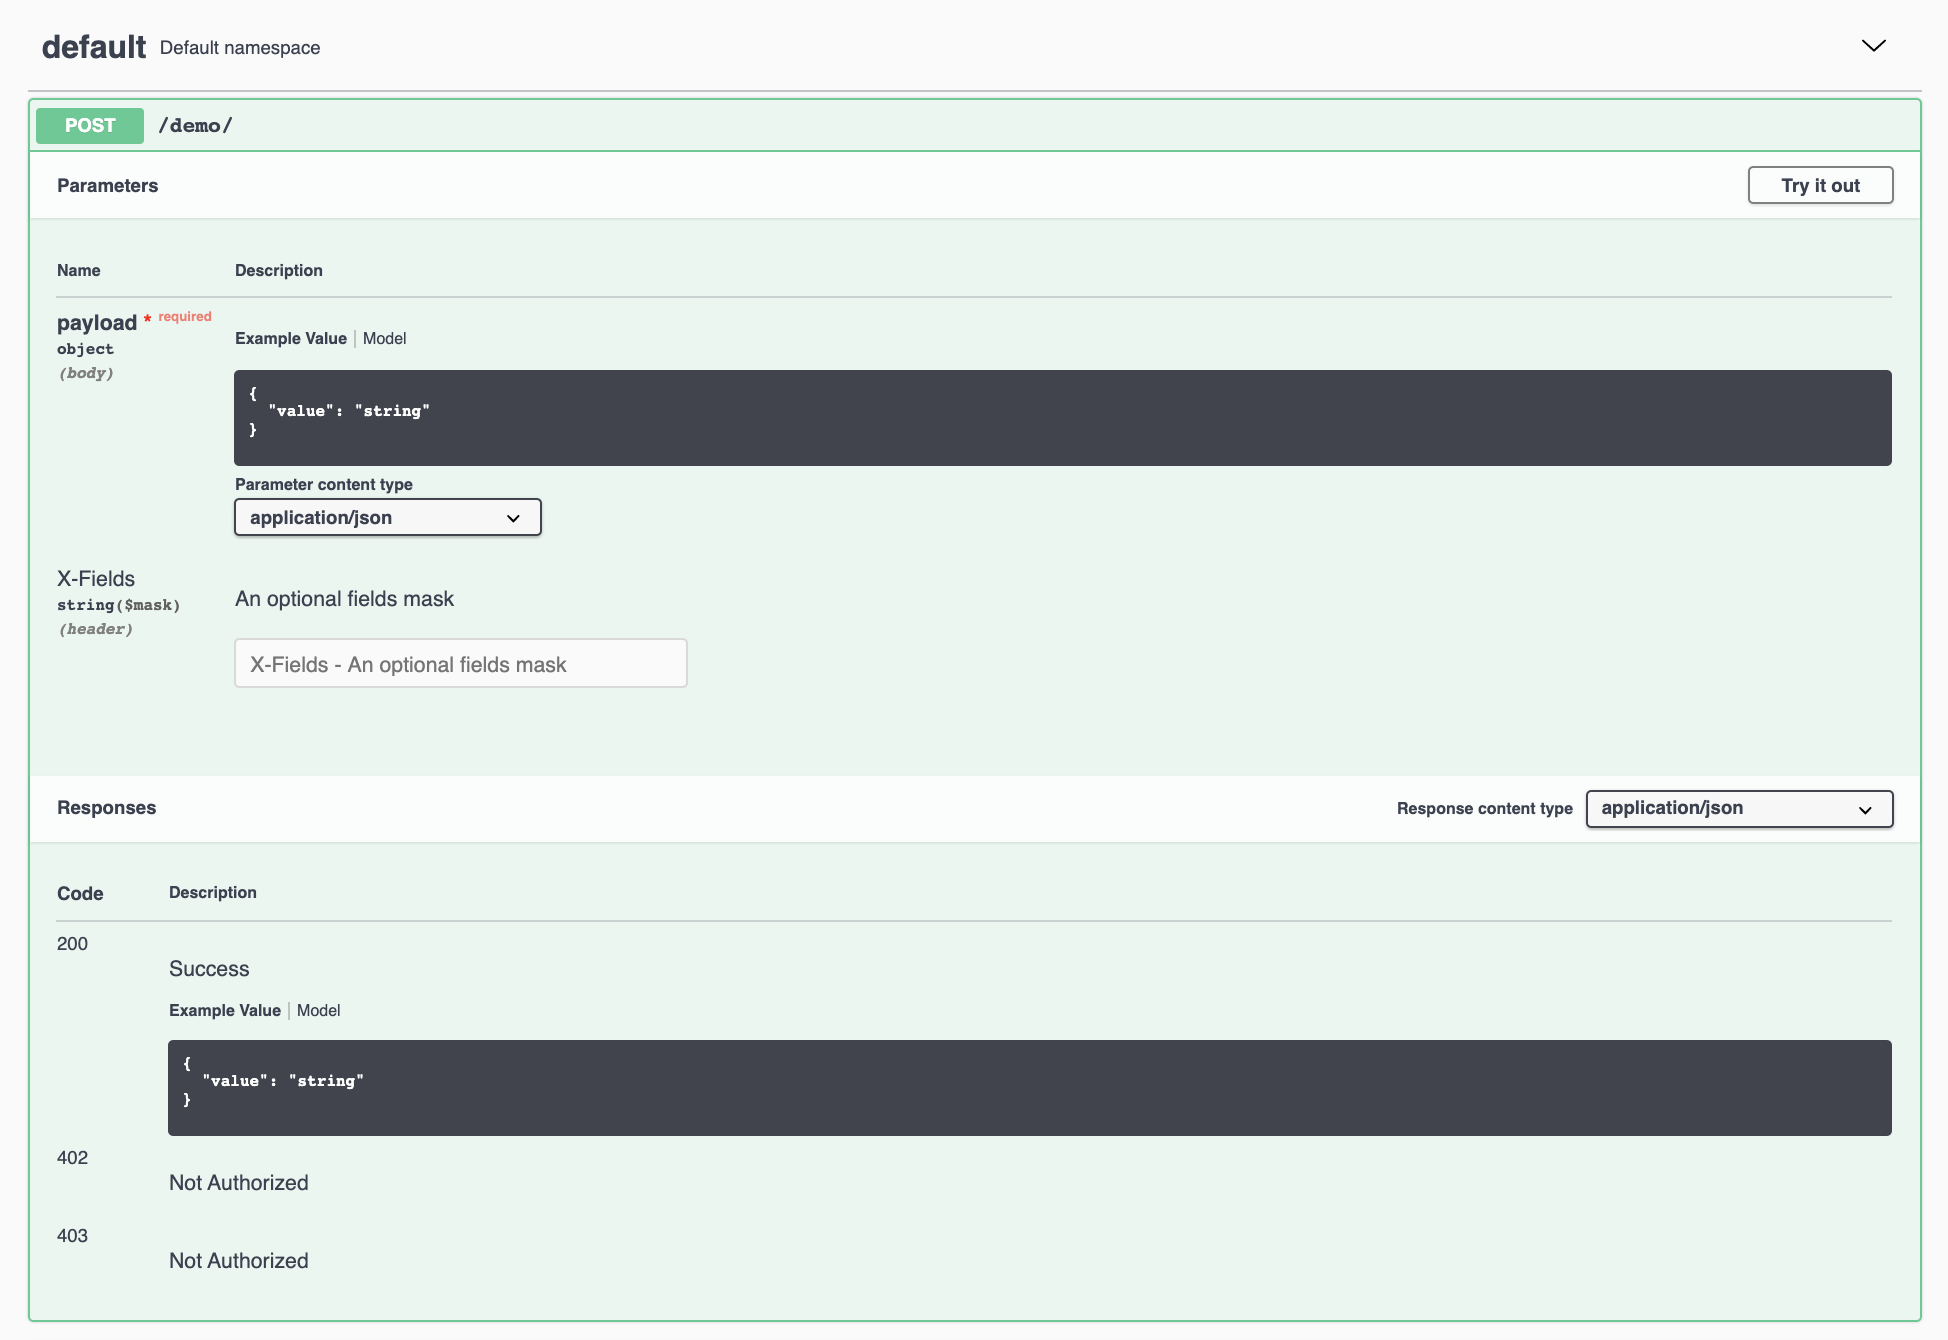 default Default namespace
POST /demo/
Parameters Try it out
Name Description
payload * required
object
(body)
Example Value Model
{
  "value": "string"
}
Parameter content type
application/json
X-Fields
string($mask)
(header)
An optional fields mask
X-Fields - An optional fields mask
Responses Response content type application/json
Code Description
200
Success
Example Value Model
{
  "value": "string"
}
402
Not Authorized
403
Not Authorized